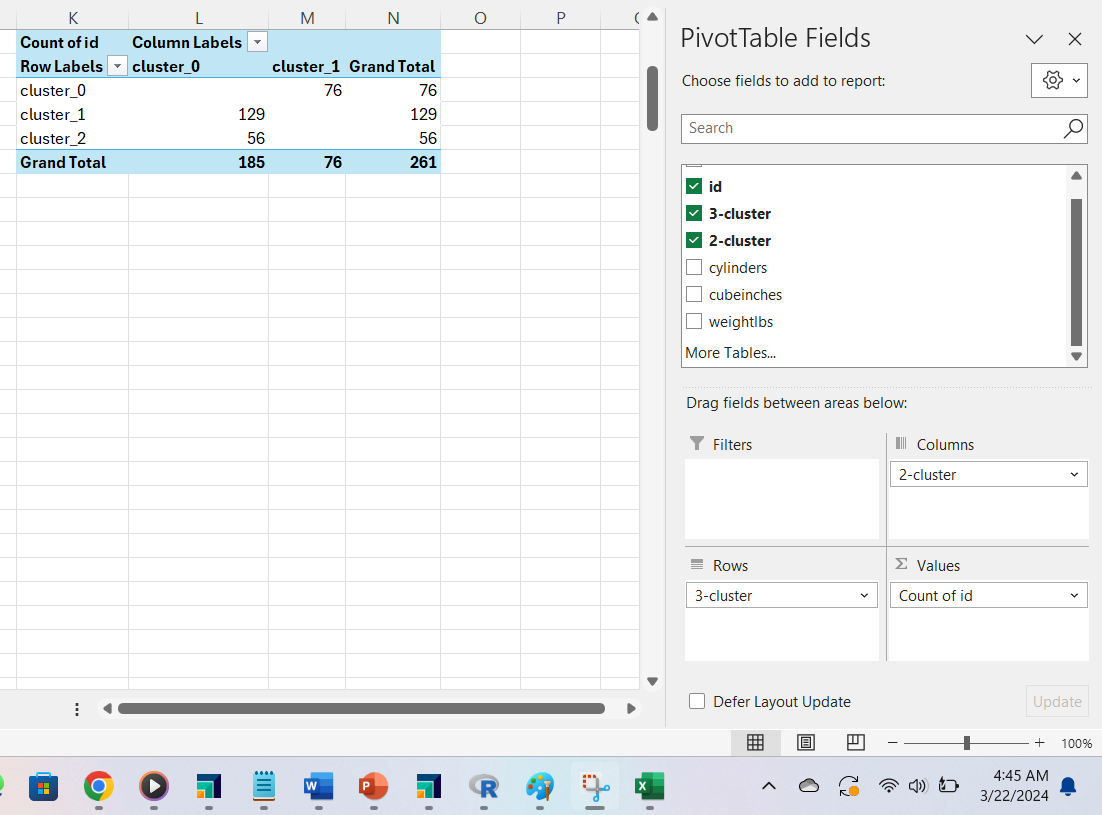 K L M N O P
Count of id Column Labels
Row Labels cluster_0 cluster_1 Grand Total
cluster_0 76 76
cluster_1 129 129
cluster_2 56 56
Grand Total 185 76 261
PivotTable Fields
Choose fields to add to report:
Search
id
3-cluster
2-cluster
cylinders
cubeinches
weightlbs
More Tables...
Drag fields between areas below:
Filters
Columns
2-cluster
Rows
Values
3-cluster
Count of id
Defer Layout Update
Update
100%
W
P
R
X
4:45 AM
3/22/2024